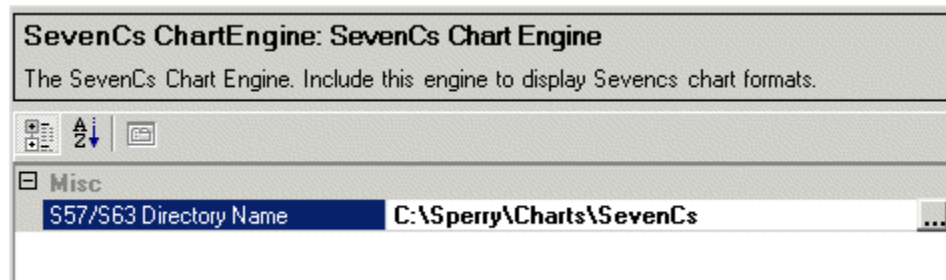 SevenCs ChartEngine: SevenCs Chart Engine
The SevenCs Chart Engine. Include this engine to display Sevencs chart formats.
A
Z
Misc
S57/S63 Directory Name C:\Sperry\Charts\SevenCs ...